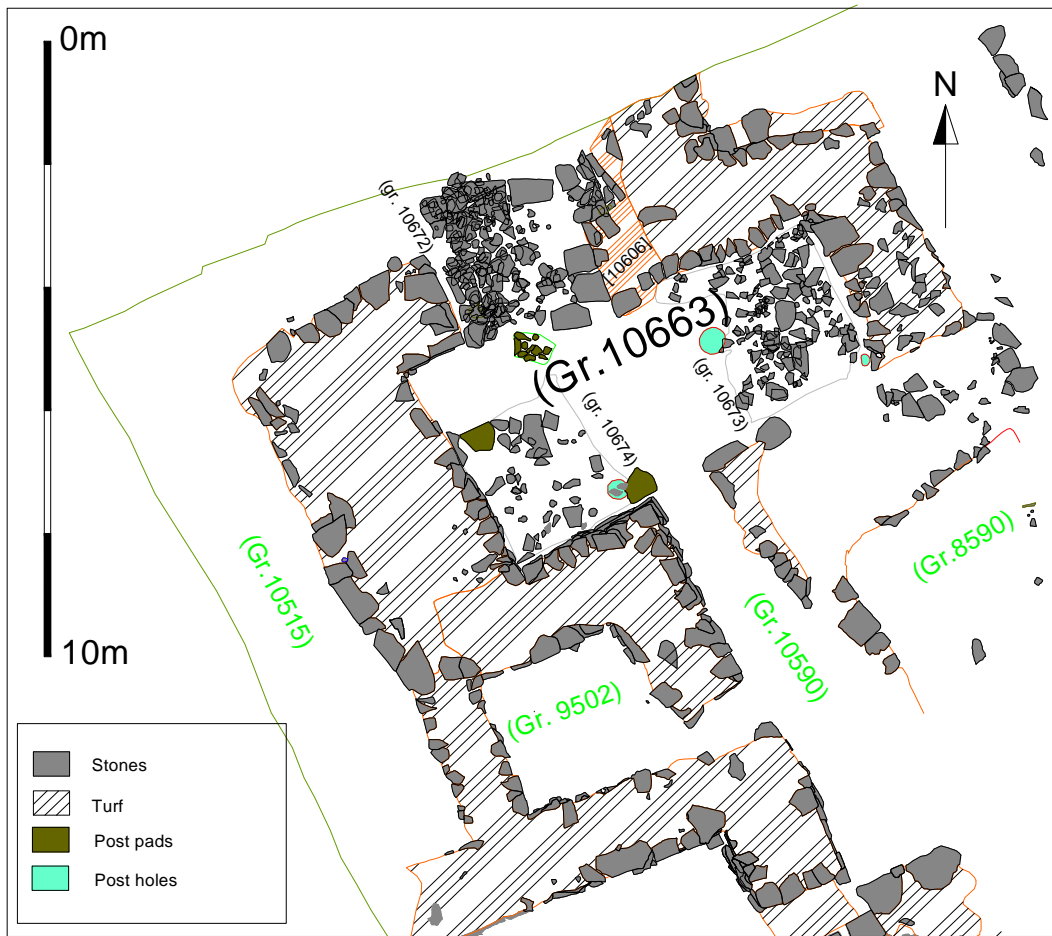 0m
N
(gr. 10672)
[10606]
(Gr.10663)
(gr. 10673)
(gr. 10674)
(Gr.10515)
(Gr.8590)
(Gr.10590)
10m
(Gr. 9502)
Stones
Turf
Post pads
Post holes